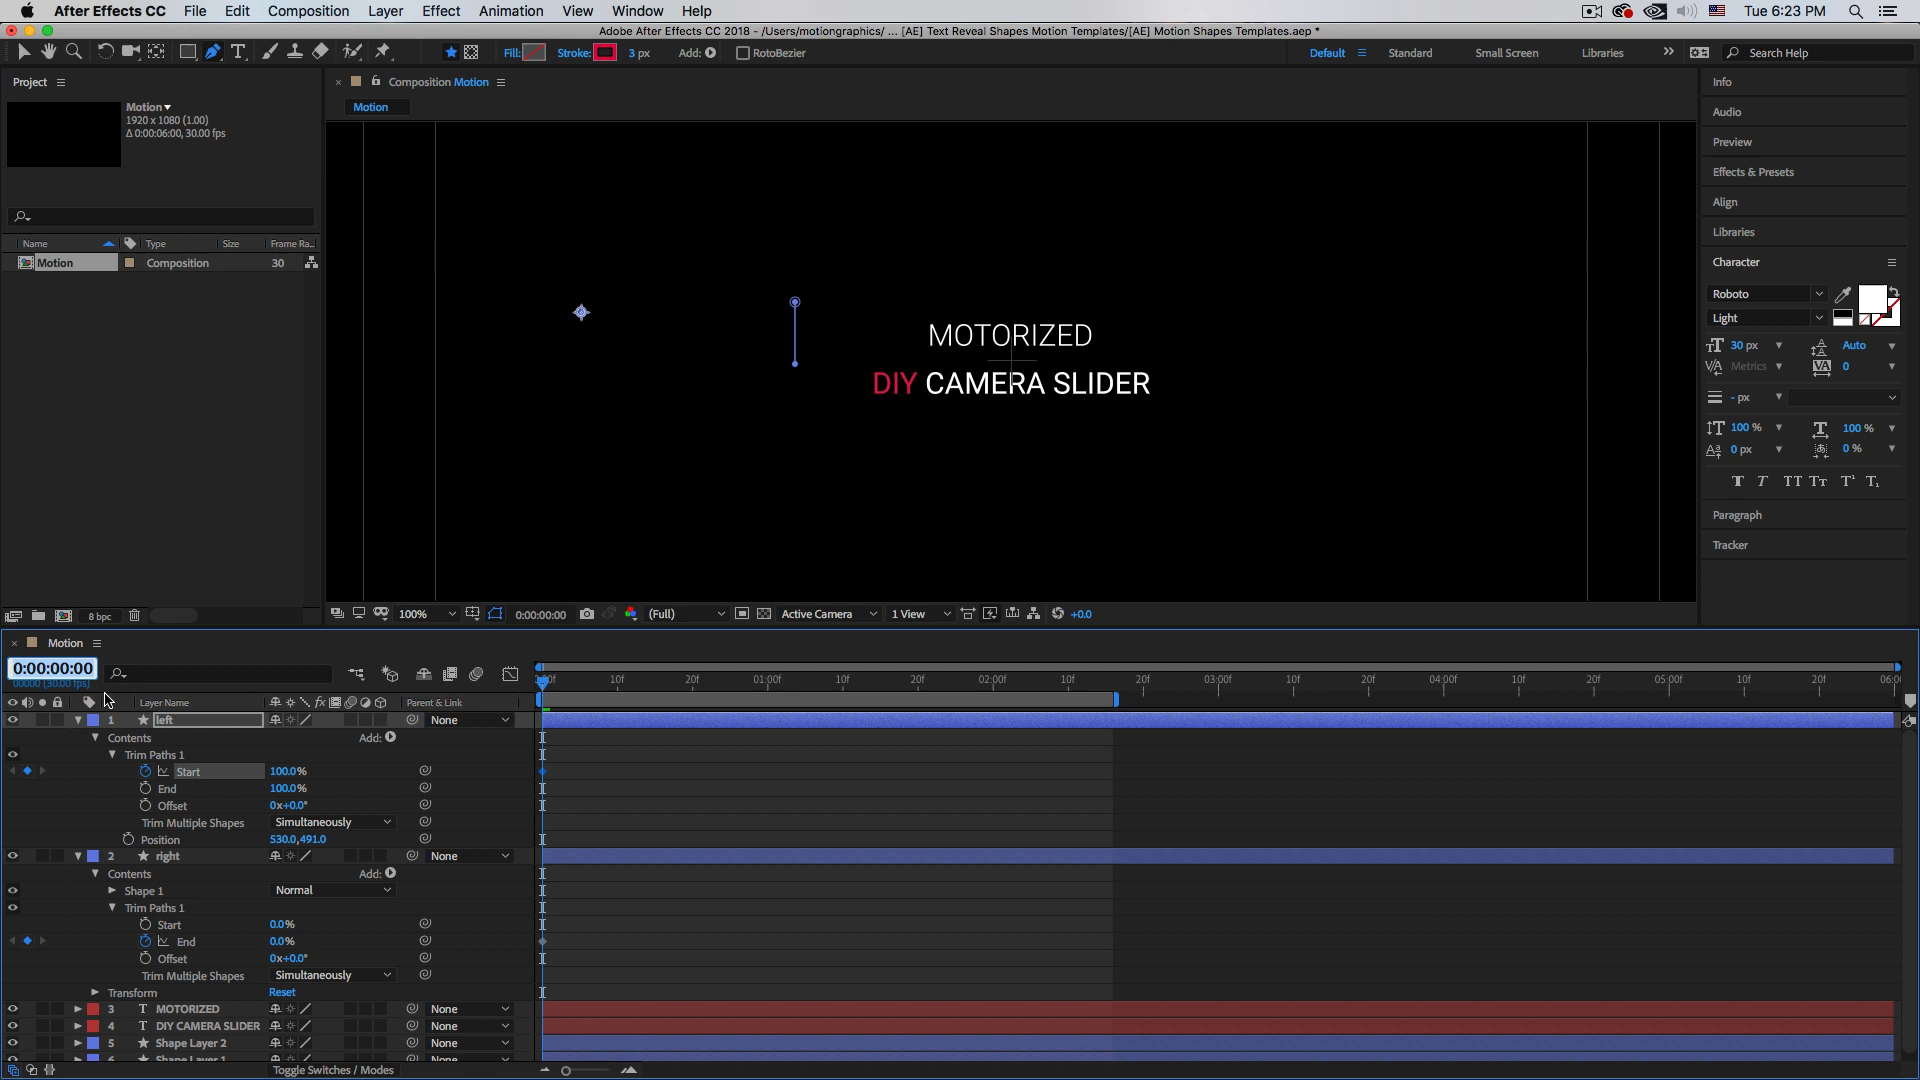 After Effects CC File Edit Composition Layer Effect Animation View Window Help Tue 6:23 PM
Adobe After Effects CC 2018 - /Users/motiongraphics/ ... [AE] Text Reveal Shapes Motion Templates/[AE] Motion Shapes Templates.aep *
Fill: Stroke: 3 px Add: RotoBezier Default Standard Small Screen Libraries Search Help
Project
Composition Motion
Motion
Motion
1920 x 1080 (1.00)
Δ 0:00:06:00, 30.00 fps
Name Type Size Frame Ra...
Motion Composition 30
MOTORIZED
DIY CAMERA SLIDER
Info
Audio
Preview
Effects & Presets
Align
Libraries
Character
Roboto
Light
30 px Auto
Metrics 0
- px
100 % 100 %
0 px 0 %
Paragraph
Tracker
8 bpc
100% 0:00:00:00 (Full) Active Camera 1 View +0.0
Motion
0:00:00:00
00000 (30.00 fps)
10f 20f 01:00f 10f 20f 02:00f 10f 20f 03:00f 10f 20f 04:00f 10f 20f 05:00f 10f 20f
Layer Name Parent & Link
1 left None
Contents Add:
Trim Paths 1
Start 100.0%
End 100.0%
Offset 0x+0.0°
Trim Multiple Shapes Simultaneously
Position 530.0,491.0
2 right None
Contents Add:
Shape 1 Normal
Trim Paths 1
Start 0.0%
End 0.0%
Offset 0x+0.0°
Trim Multiple Shapes Simultaneously
Transform Reset
3 T MOTORIZED None
4 T DIY CAMERA SLIDER None
5 Shape Layer 2 None
6 Shape Layer 1 None
Toggle Switches / Modes